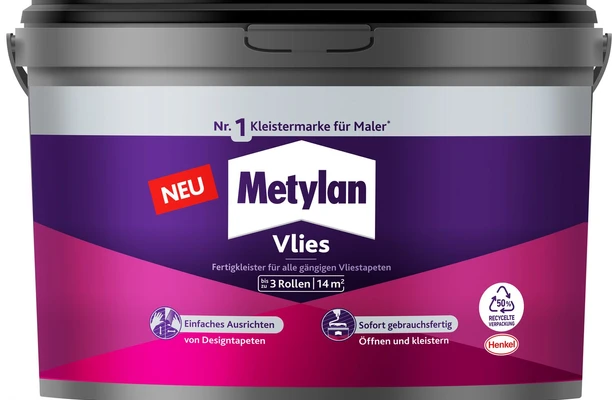 Nr. 1 Kleistermarke für Maler*
NEU
Metylan
Vlies
Fertigkleister für alle gängigen Vliestapeten
bis zu 3 Rollen | 14 m²
Einfaches Ausrichten
von Designtapeten
Sofort gebrauchsfertig
Öffnen und kleistern
50%
RECYCELTE
VERPACKUNG
Henkel